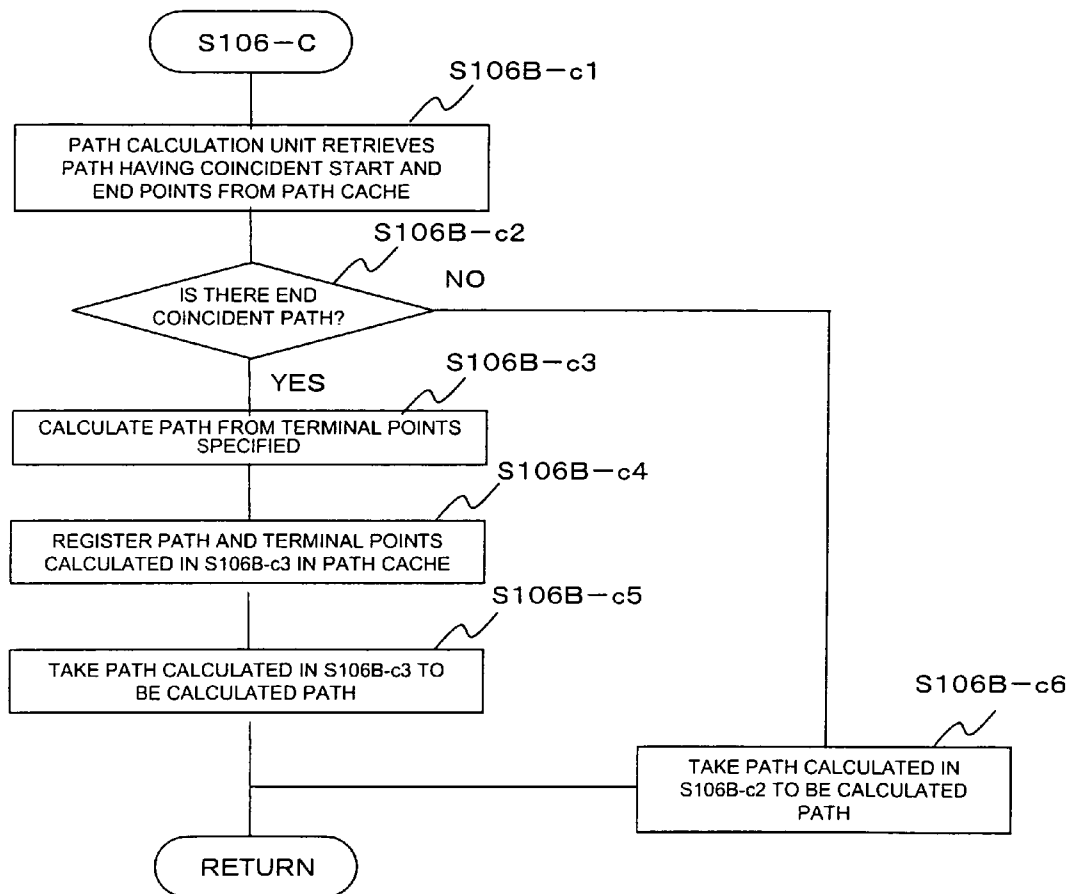 S106-C
S106B-c1
PATH CALCULATION UNIT RETRIEVES
PATH HAVING COINCIDENT START AND
END POINTS FROM PATH CACHE
S106B-c2
NO
IS THERE END
COINCIDENT PATH?
YES
S106B-c3
CALCULATE PATH FROM TERMINAL POINTS
SPECIFIED
S106B-c4
REGISTER PATH AND TERMINAL POINTS
CALCULATED IN S106B-c3 IN PATH CACHE
S106B-c5
TAKE PATH CALCULATED IN S106B-c3 TO
BE CALCULATED PATH
S106B-c6
TAKE PATH CALCULATED IN
S106B-c2 TO BE CALCULATED
PATH
RETURN